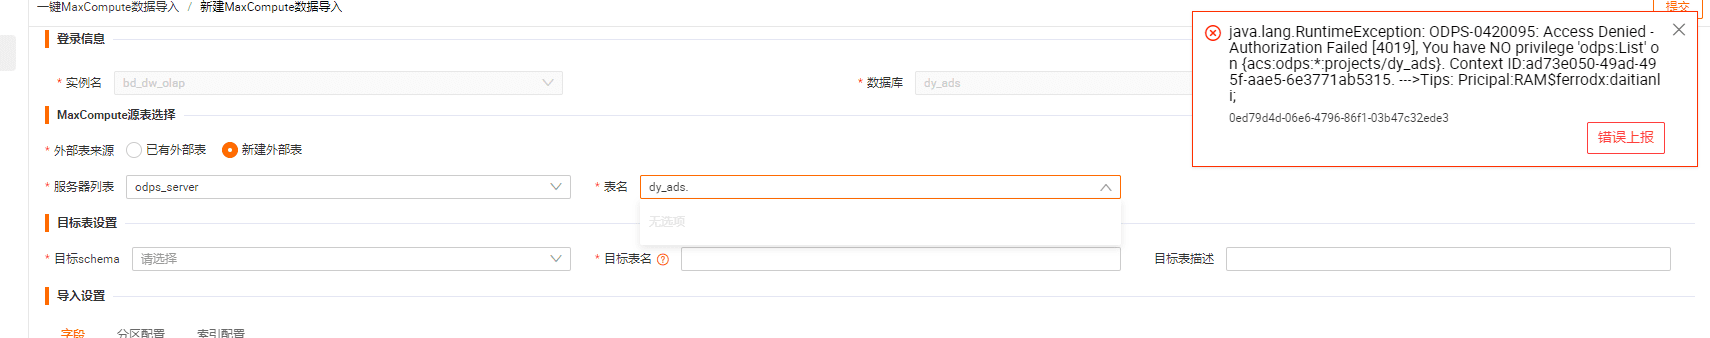 一键MaxCompute数据导入 / 新建MaxCompute数据导入
提交
登录信息
* 实例名 bd_dw_olap
* 数据库 dy_ads
java.lang.RuntimeException: ODPS-0420095: Access Denied -
Authorization Failed [4019], You have NO privilege 'odps:List' o
n {acs:odps:*:projects/dy_ads}. Context ID:ad73e050-49ad-49
5f-aae5-6e3771ab5315. --->Tips: Pricipal:RAM$ferrodx:daitianl
i;
0ed79d4d-06e6-4796-86f1-03b47c32ede3
错误上报
MaxCompute源表选择
* 外部表来源 已有外部表 新建外部表
* 服务器列表 odps_server
* 表名 dy_ads.
无选项
目标表设置
* 目标schema 请选择
* 目标表名
目标表描述
导入设置
字段 分区配置 索引配置